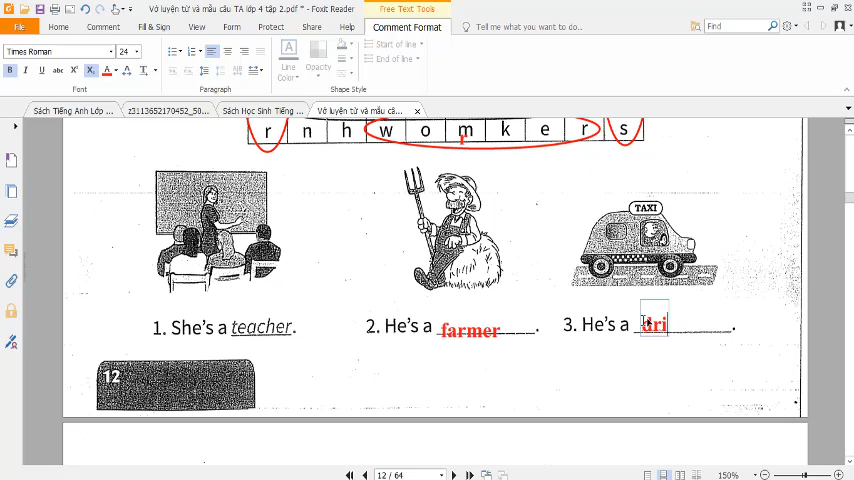 Vở luyện từ và mẫu câu TA lớp 4 tập 2.pdf * - Foxit Reader
Free Text Tools
File Home Comment Fill & Sign View Form Protect Share Help Comment Format Tell me what you want to do... Find
Times Roman 24
Line Color Opacity Start of line
End of line
Font Paragraph Shape Style
Sách Tiếng Anh Lớp ... z3113652170452_50... Sách Học Sinh Tiếng ... Vở luyện từ và mẫu câ...
r n h w o m k e r s
r
TAXI
1. She's a teacher. 2. He's a farmer. 3. He's a dri.
12
12 / 64 150%